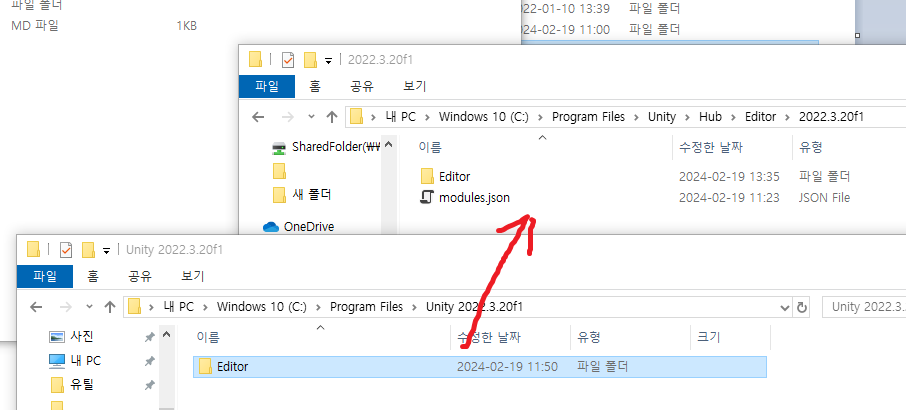 파일 폴더
MD 파일 1KB
2022-01-10 13:39 파일 폴더
2024-02-19 11:00 파일 폴더
2022.3.20f1
파일 홈 공유 보기
내 PC > Windows 10 (C:) > Program Files > Unity > Hub > Editor > 2022.3.20f1
이름 수정한 날짜 유형
SharedFolder(₩₩
Editor 2024-02-19 13:35 파일 폴더
새 폴더
modules.json 2024-02-19 11:23 JSON File
OneDrive
Unity 2022.3.20f1
파일 홈 공유 보기
내 PC > Windows 10 (C:) > Program Files > Unity 2022.3.20f1
Unity 2022.3.
이름 수정한 날짜 유형 크기
사진
내 PC
유틸
Editor 2024-02-19 11:50 파일 폴더